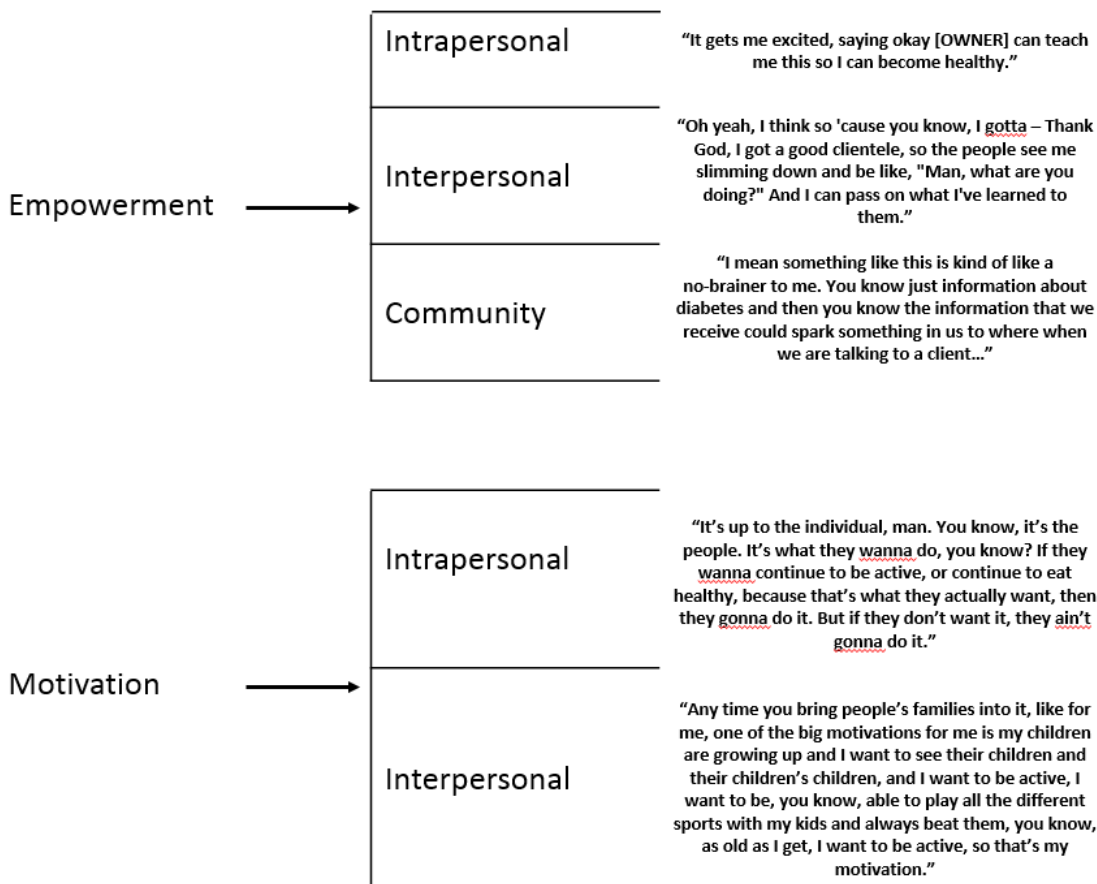 Empowerment
Intrapersonal
“It gets me excited, saying okay [OWNER] can teach
me this so I can become healthy.”
Interpersonal
“Oh yeah, I think so 'cause you know, I gotta – Thank
God, I got a good clientele, so the people see me
slimming down and be like, "Man, what are you
doing?" And I can pass on what I've learned to
them.”
Community
“I mean something like this is kind of like a
no-brainer to me. You know just information about
diabetes and then you know the information that we
receive could spark something in us to where when
we are talking to a client…”
Motivation
Intrapersonal
“It’s up to the individual, man. You know, it’s the
people. It’s what they wanna do, you know? If they
wanna continue to be active, or continue to eat
healthy, because that’s what they actually want, then
they gonna do it. But if they don’t want it, they ain’t
gonna do it.”
Interpersonal
“Any time you bring people’s families into it, like for
me, one of the big motivations for me is my children
are growing up and I want to see their children and
their children’s children, and I want to be active, I
want to be, you know, able to play all the different
sports with my kids and always beat them, you know,
as old as I get, I want to be active, so that’s my
motivation.”